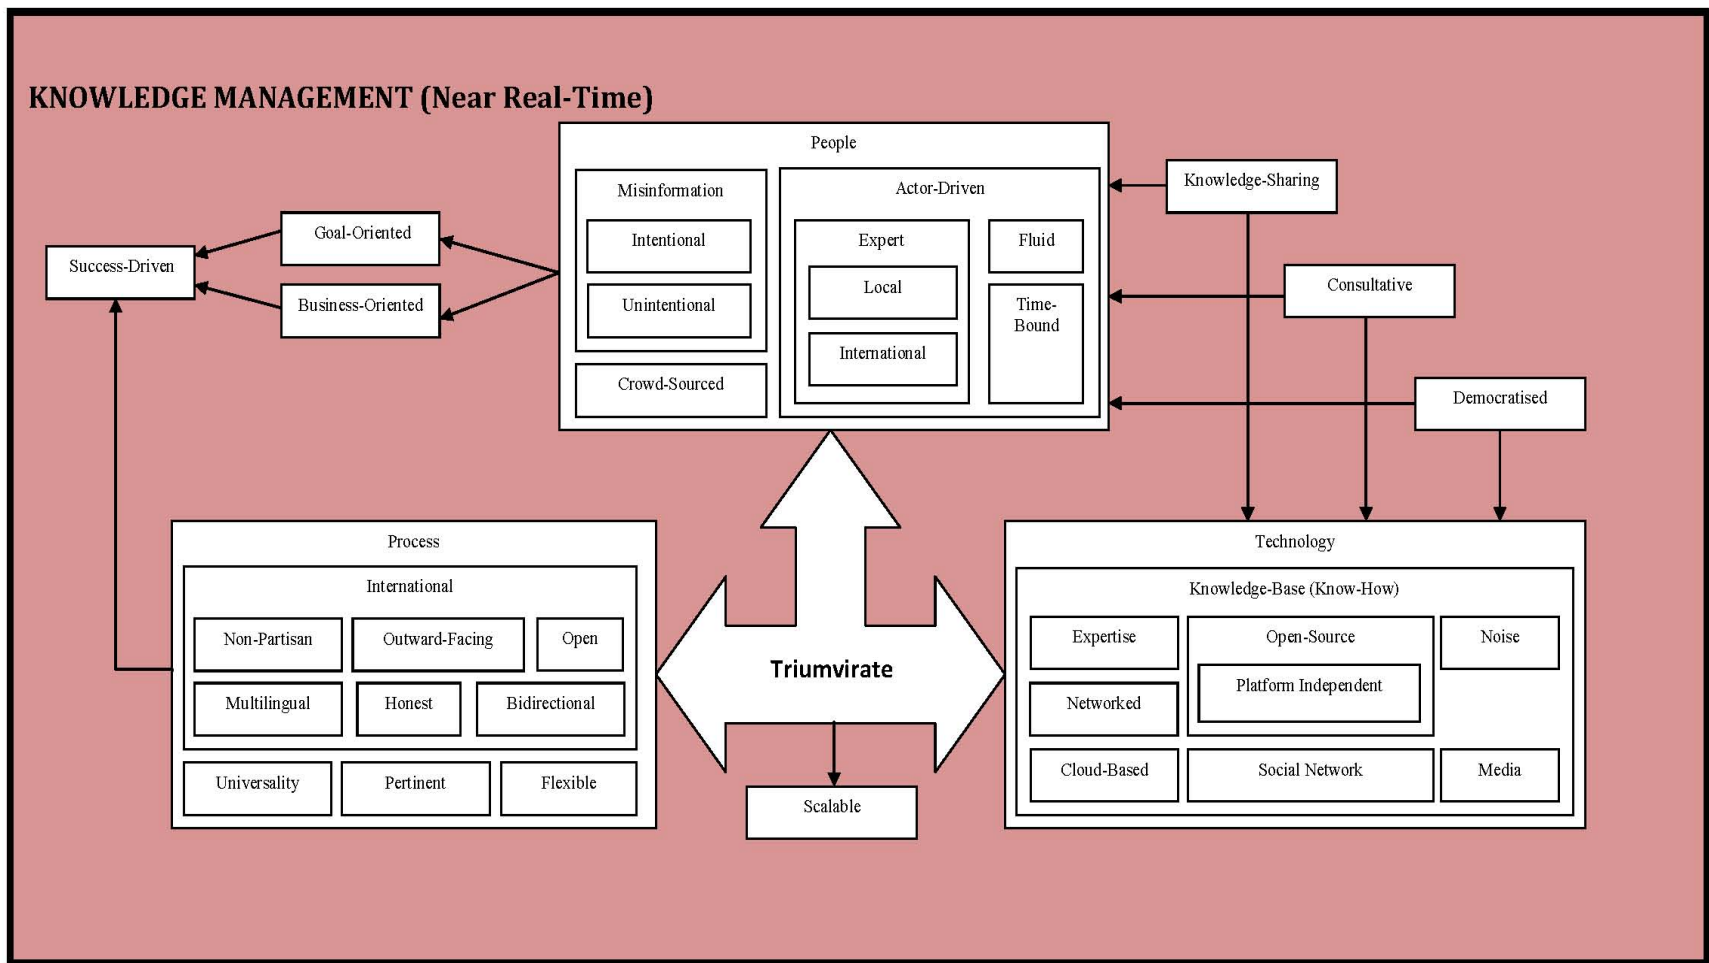 KNOWLEDGE MANAGEMENT (Near Real-Time)
People
Misinformation
Intentional
Unintentional
Crowd-Sourced
Actor-Driven
Expert
Local
International
Fluid
Time-
Bound
Knowledge-Sharing
Consultative
Democratised
Goal-Oriented
Business-Oriented
Success-Driven
Process
International
Non-Partisan
Outward-Facing
Open
Multilingual
Honest
Bidirectional
Universality
Pertinent
Flexible
Triumvirate
Scalable
Technology
Knowledge-Base (Know-How)
Expertise
Open-Source
Noise
Platform Independent
Networked
Cloud-Based
Social Network
Media